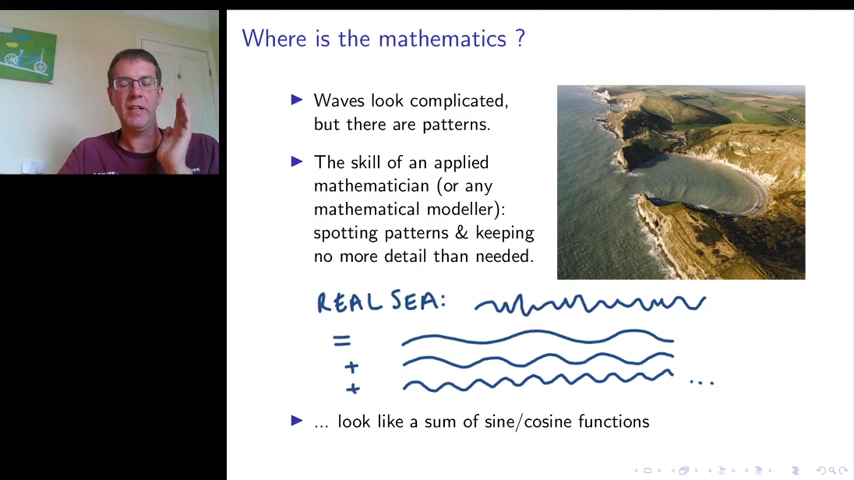 Where is the mathematics ?
Waves look complicated,
but there are patterns.
The skill of an applied
mathematician (or any
mathematical modeller):
spotting patterns & keeping
no more detail than needed.
REAL SEA:
=
+
+ ...
... look like a sum of sine/cosine functions